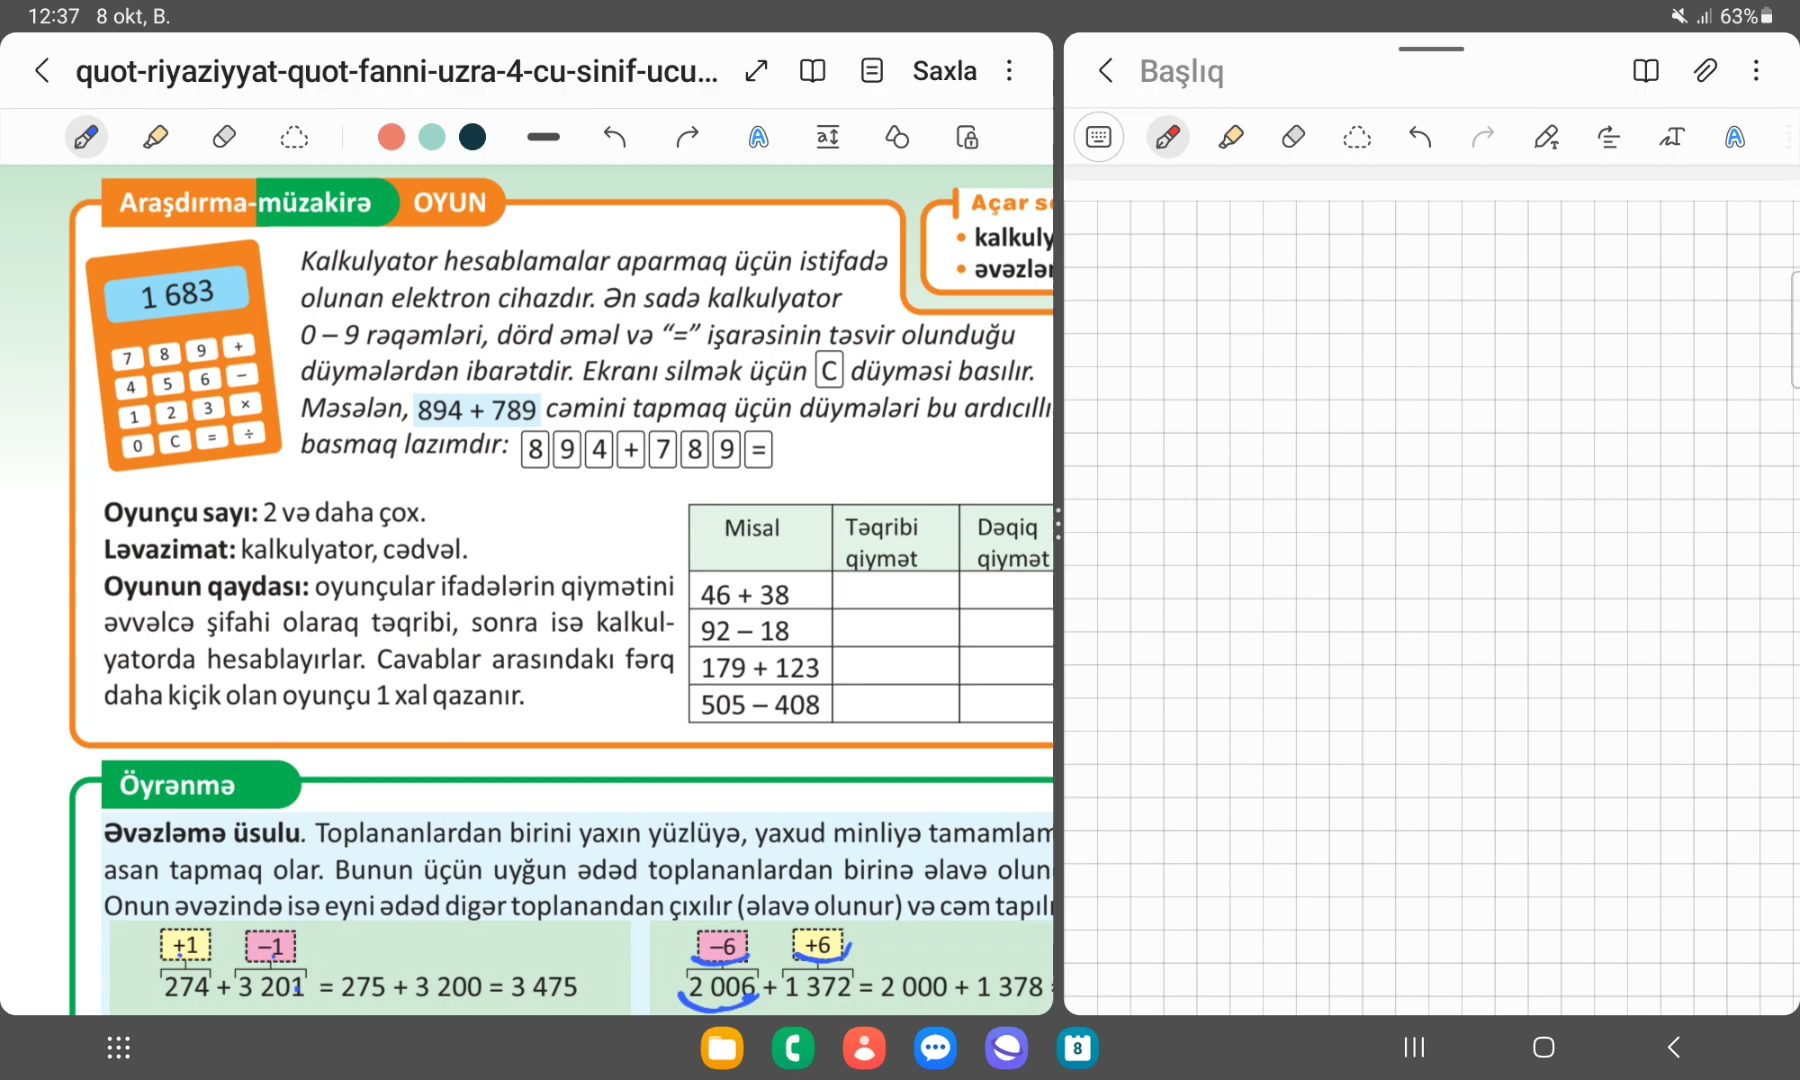 12:37 8 okt, B.
63%
quot-riyaziyyat-quot-fanni-uzra-4-cu-sinif-ucu...
Saxla
Başlıq
Araşdırma-müzakirə OYUN
Açar s
• kalkuly
• əvəzlə
1 683
7 8 9 +
4 5 6 −
1 2 3 ×
0 C = ÷
Kalkulyator hesablamalar aparmaq üçün istifadə
olunan elektron cihazdır. Ən sadə kalkulyator
0 – 9 rəqəmləri, dörd əməl və “=” işarəsinin təsvir olunduğu
düymələrdən ibarətdir. Ekranı silmək üçün C düyməsi basılır.
Məsələn, 894 + 789 cəmini tapmaq üçün düymələri bu ardıcıllı
basmaq lazımdır: 8 9 4 + 7 8 9 =
Oyunçu sayı: 2 və daha çox.
Ləvazimat: kalkulyator, cədvəl.
Oyunun qaydası: oyunçular ifadələrin qiymətini
əvvəlcə şifahi olaraq təqribi, sonra isə kalkul-
yatorda hesablayırlar. Cavablar arasındakı fərq
daha kiçik olan oyunçu 1 xal qazanır.
Misal Təqribi qiymət Dəqiq qiymət
46 + 38
92 – 18
179 + 123
505 – 408
Öyrənmə
Əvəzləmə üsulu. Toplananlardan birini yaxın yüzlüyə, yaxud minliyə tamamlam
asan tapmaq olar. Bunun üçün uyğun ədəd toplananlardan birinə əlavə olun
Onun əvəzində isə eyni ədəd digər toplanandan çıxılır (əlavə olunur) və cəm tapıl
+1 –1
274 + 3 201 = 275 + 3 200 = 3 475
–6 +6
2 006 + 1 372 = 2 000 + 1 378
8